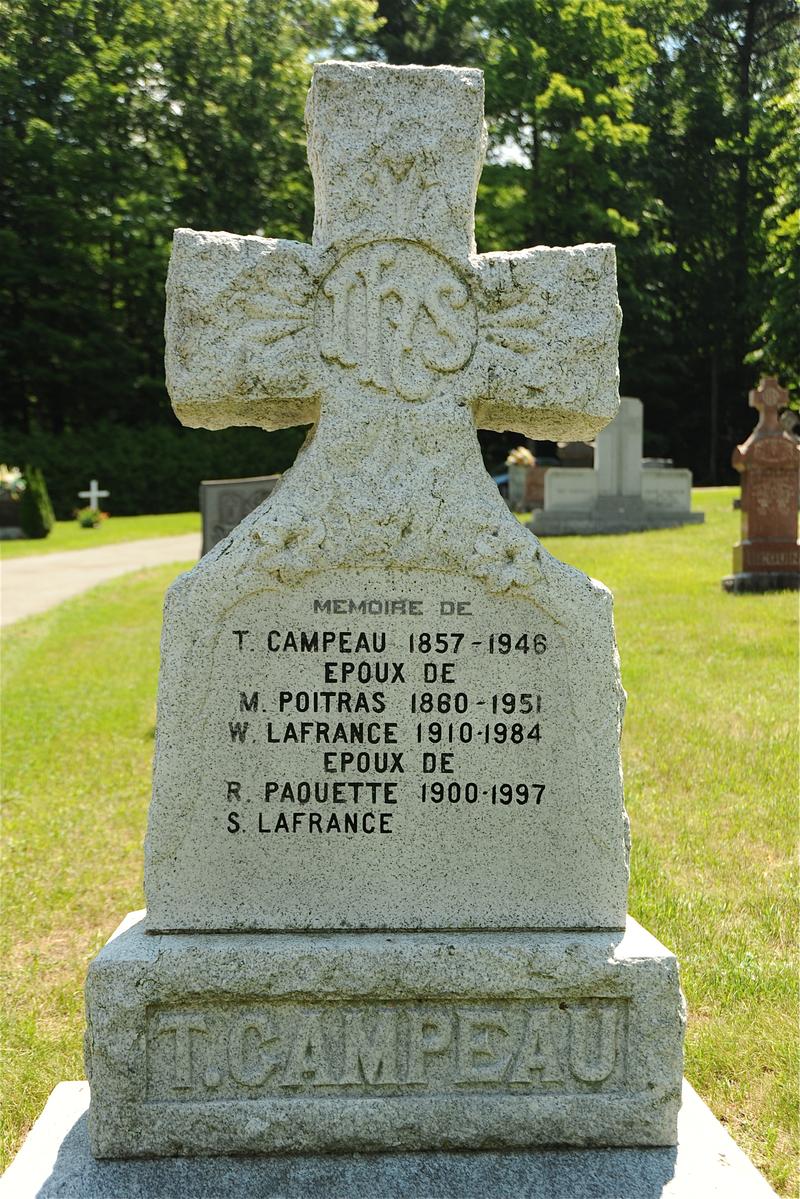 IHS
MEMOIRE DE
T. CAMPEAU 1857-1946
EPOUX DE
M. POITRAS 1860-1951
W. LAFRANCE 1910-1984
EPOUX DE
R. PAQUETTE 1900-1997
S. LAFRANCE
T. CAMPEAU